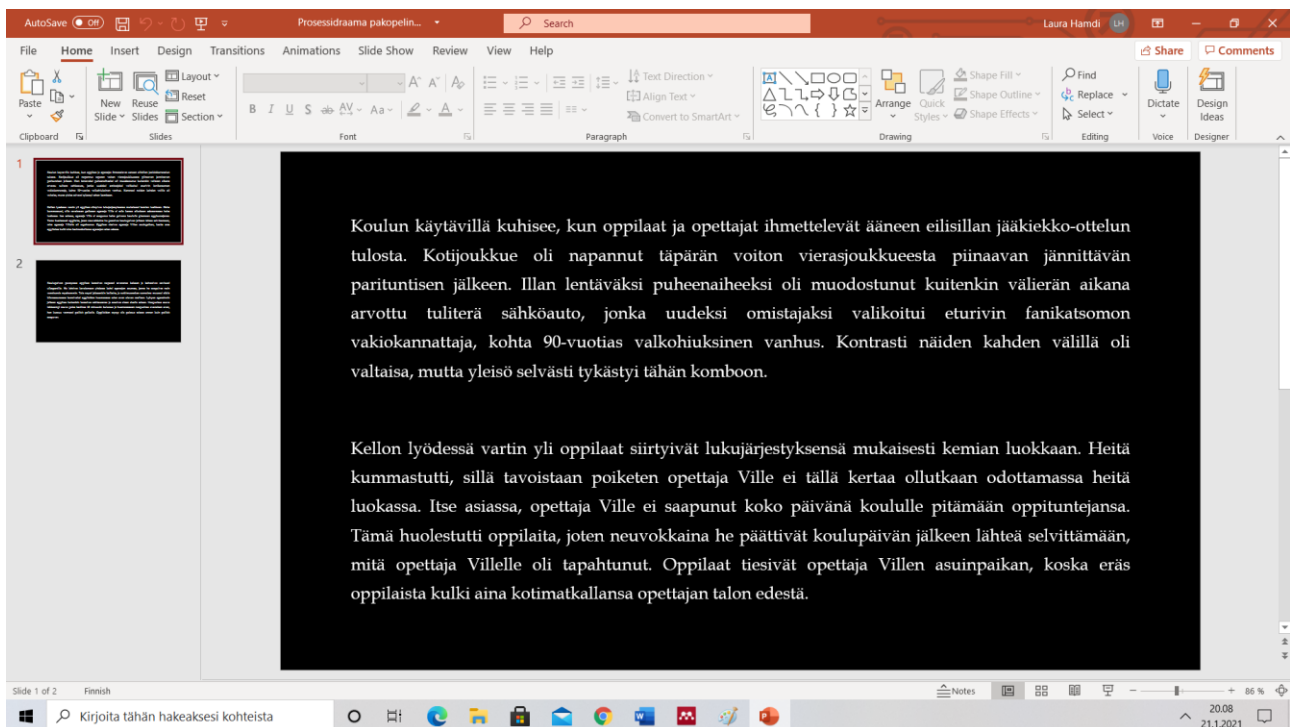 AutoSave Off Prosessidraama pakopelin... Search Laura Hamdi LH
File Home Insert Design Transitions Animations Slide Show Review View Help Share Comments
Paste New Slide Reuse Slides Layout Reset Section
B I U S ab AV Aa A A A A
Text Direction Align Text Convert to SmartArt
Arrange Quick Styles Shape Fill Shape Outline Shape Effects
Find Replace Select Dictate Design Ideas
Clipboard Slides Font Paragraph Drawing Editing Voice Designer
1
2
Koulun käytävillä kuhisee, kun oppilaat ja opettajat ihmettelevät ääneen eilisillan jääkiekko-ottelun
tulosta. Kotijoukkue oli napannut täpärän voiton vierasjoukkueesta piinaavan jännittävän
parituntisen jälkeen. Illan lentäväksi puheenaiheeksi oli muodostunut kuitenkin välierän aikana
arvottu tuliterä sähköauto, jonka uudeksi omistajaksi valikoitui eturivin fanikatsomon
vakiokannattaja, kohta 90-vuotias valkohiuksinen vanhus. Kontrasti näiden kahden välillä oli
valtaisa, mutta yleisö selvästi tykästyi tähän komboon.
Kellon lyödessä vartin yli oppilaat siirtyivät lukujärjestyksensä mukaisesti kemian luokkaan. Heitä
kummastutti, sillä tavoistaan poiketen opettaja Ville ei tällä kertaa ollutkaan odottamassa heitä
luokassa. Itse asiassa, opettaja Ville ei saapunut koko päivänä koululle pitämään oppituntejansa.
Tämä huolestutti oppilaita, joten neuvokkaina he päättivät koulupäivän jälkeen lähteä selvittämään,
mitä opettaja Villelle oli tapahtunut. Oppilaat tiesivät opettaja Villen asuinpaikan, koska eräs
oppilaista kulki aina kotimatkallansa opettajan talon edestä.
Slide 1 of 2 Finnish Notes 86 %
Kirjoita tähän hakeaksesi kohteista 20.08
21.1.2021